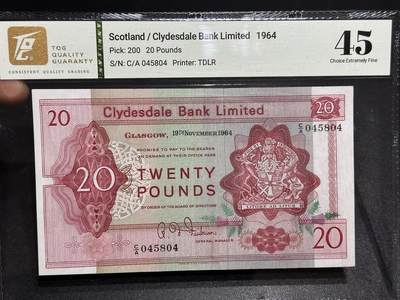 TQG
QUALITY
GUARANTY
CONSISTENT QUALITY GRADING
Scotland / Clydesdale Bank Limited 1964
Pick: 200 20 Pounds
S/N: C/A 045804 Printer: TDLR
45
Choice Extremely Fine
20
Clydesdale Bank Limited
20
GLASGOW, 19TH NOVEMBER 1964
C/A 045804
PROMISE TO PAY TO THE BEARER
ON DEMAND AT THEIR OFFICE HERE
20
TWENTY
POUNDS
BY ORDER OF THE BOARD OF DIRECTORS
C/A 045804
GENERAL MANAGER
20